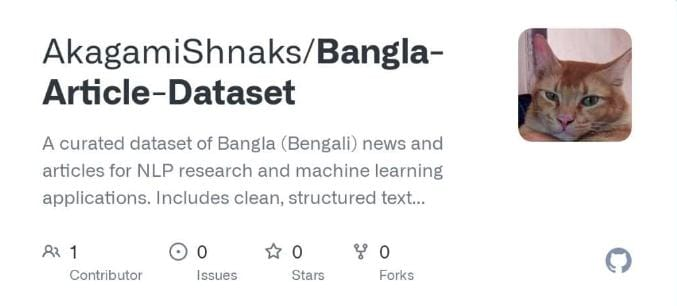 AkagamiShnaks/Bangla-
Article-Dataset
A curated dataset of Bangla (Bengali) news and
articles for NLP research and machine learning
applications. Includes clean, structured text...
1 0 0 0
Contributor Issues Stars Forks